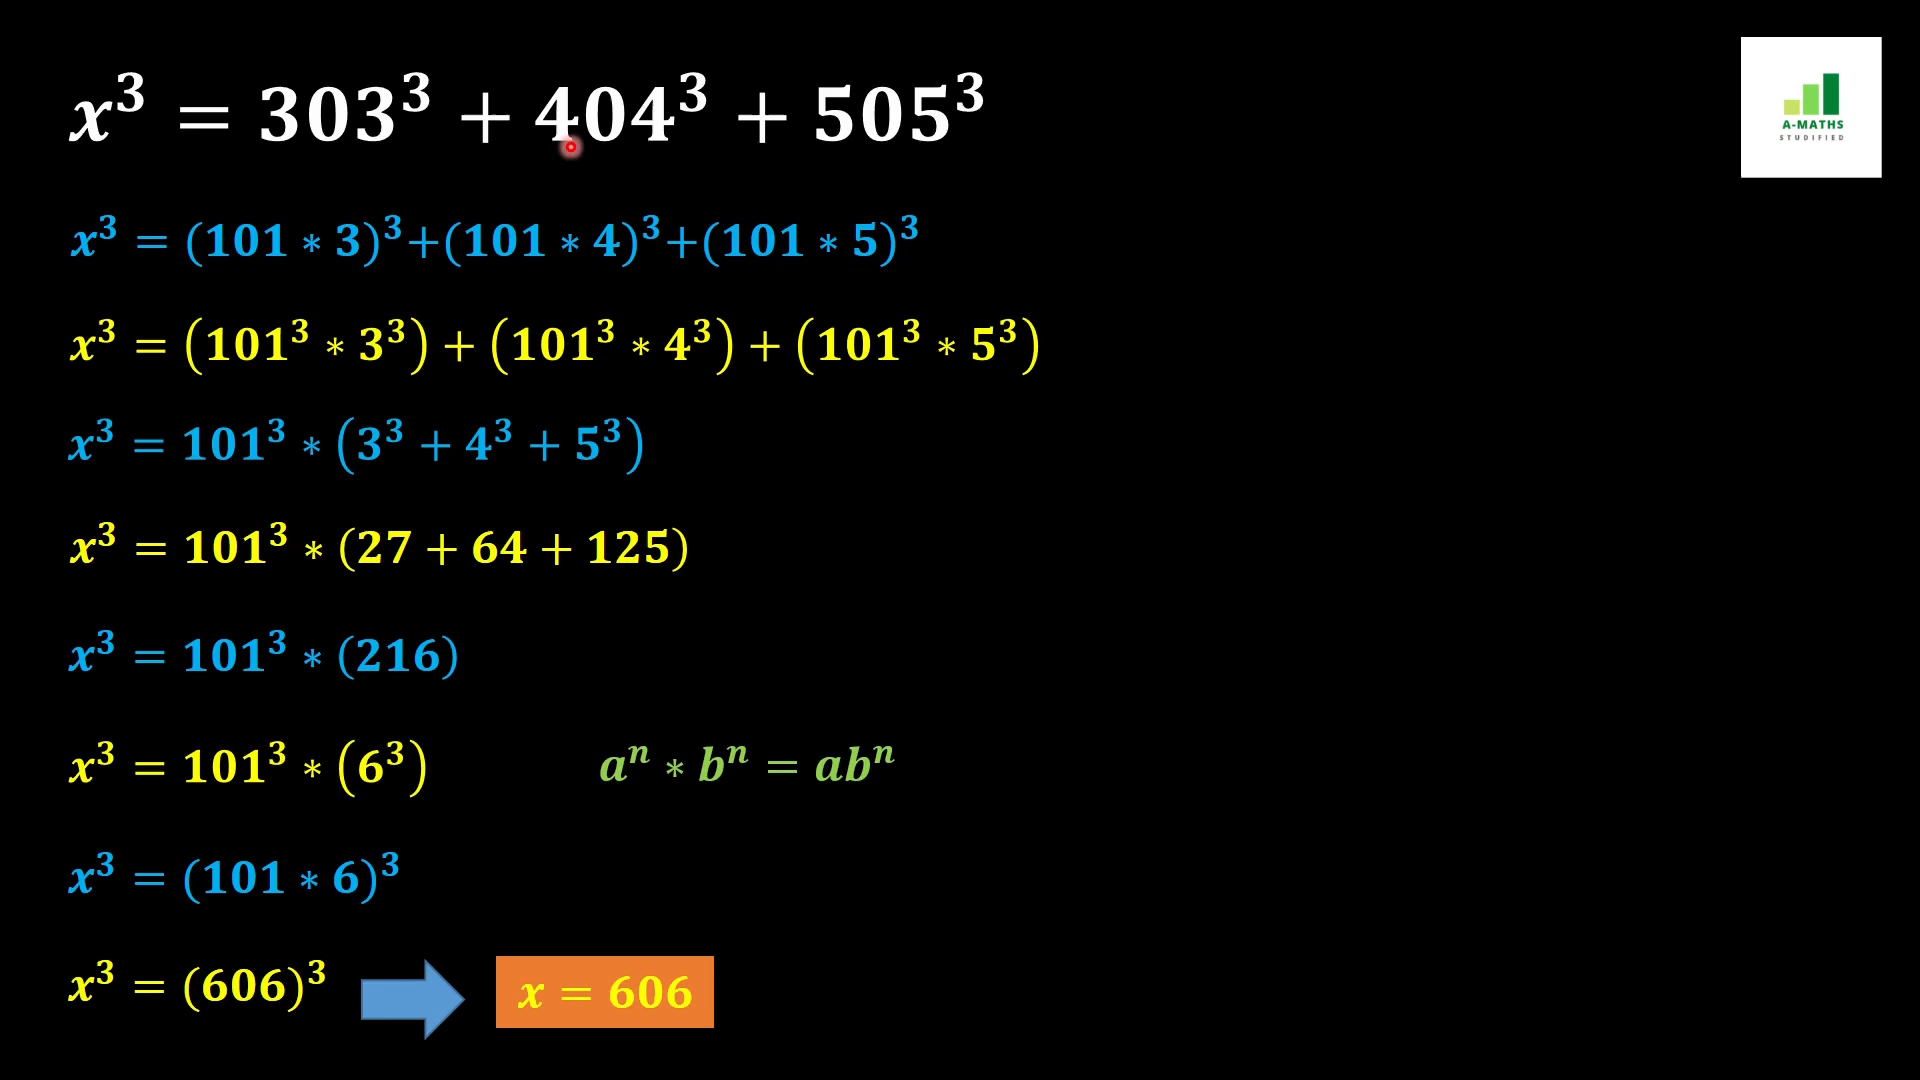 x³ = 303³ + 404³ + 505³
A-MATHS
STUDIFIED
x³ = (101 * 3)³+(101 * 4)³+(101 * 5)³
x³ = (101³ * 3³) + (101³ * 4³) + (101³ * 5³)
x³ = 101³ * (3³ + 4³ + 5³)
x³ = 101³ * (27 + 64 + 125)
x³ = 101³ * (216)
x³ = 101³ * (6³)
aⁿ * bⁿ = abⁿ
x³ = (101 * 6)³
x³ = (606)³
x = 606